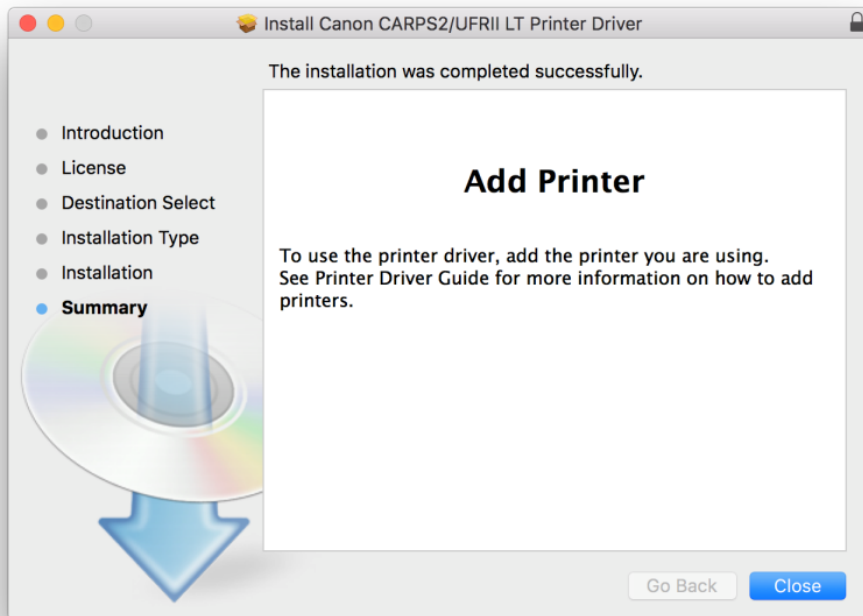 Install Canon CARPS2/UFRII LT Printer Driver
The installation was completed successfully.
Introduction
License
Destination Select
Installation Type
Installation
Summary
Add Printer
To use the printer driver, add the printer you are using.
See Printer Driver Guide for more information on how to add
printers.
Go Back
Close